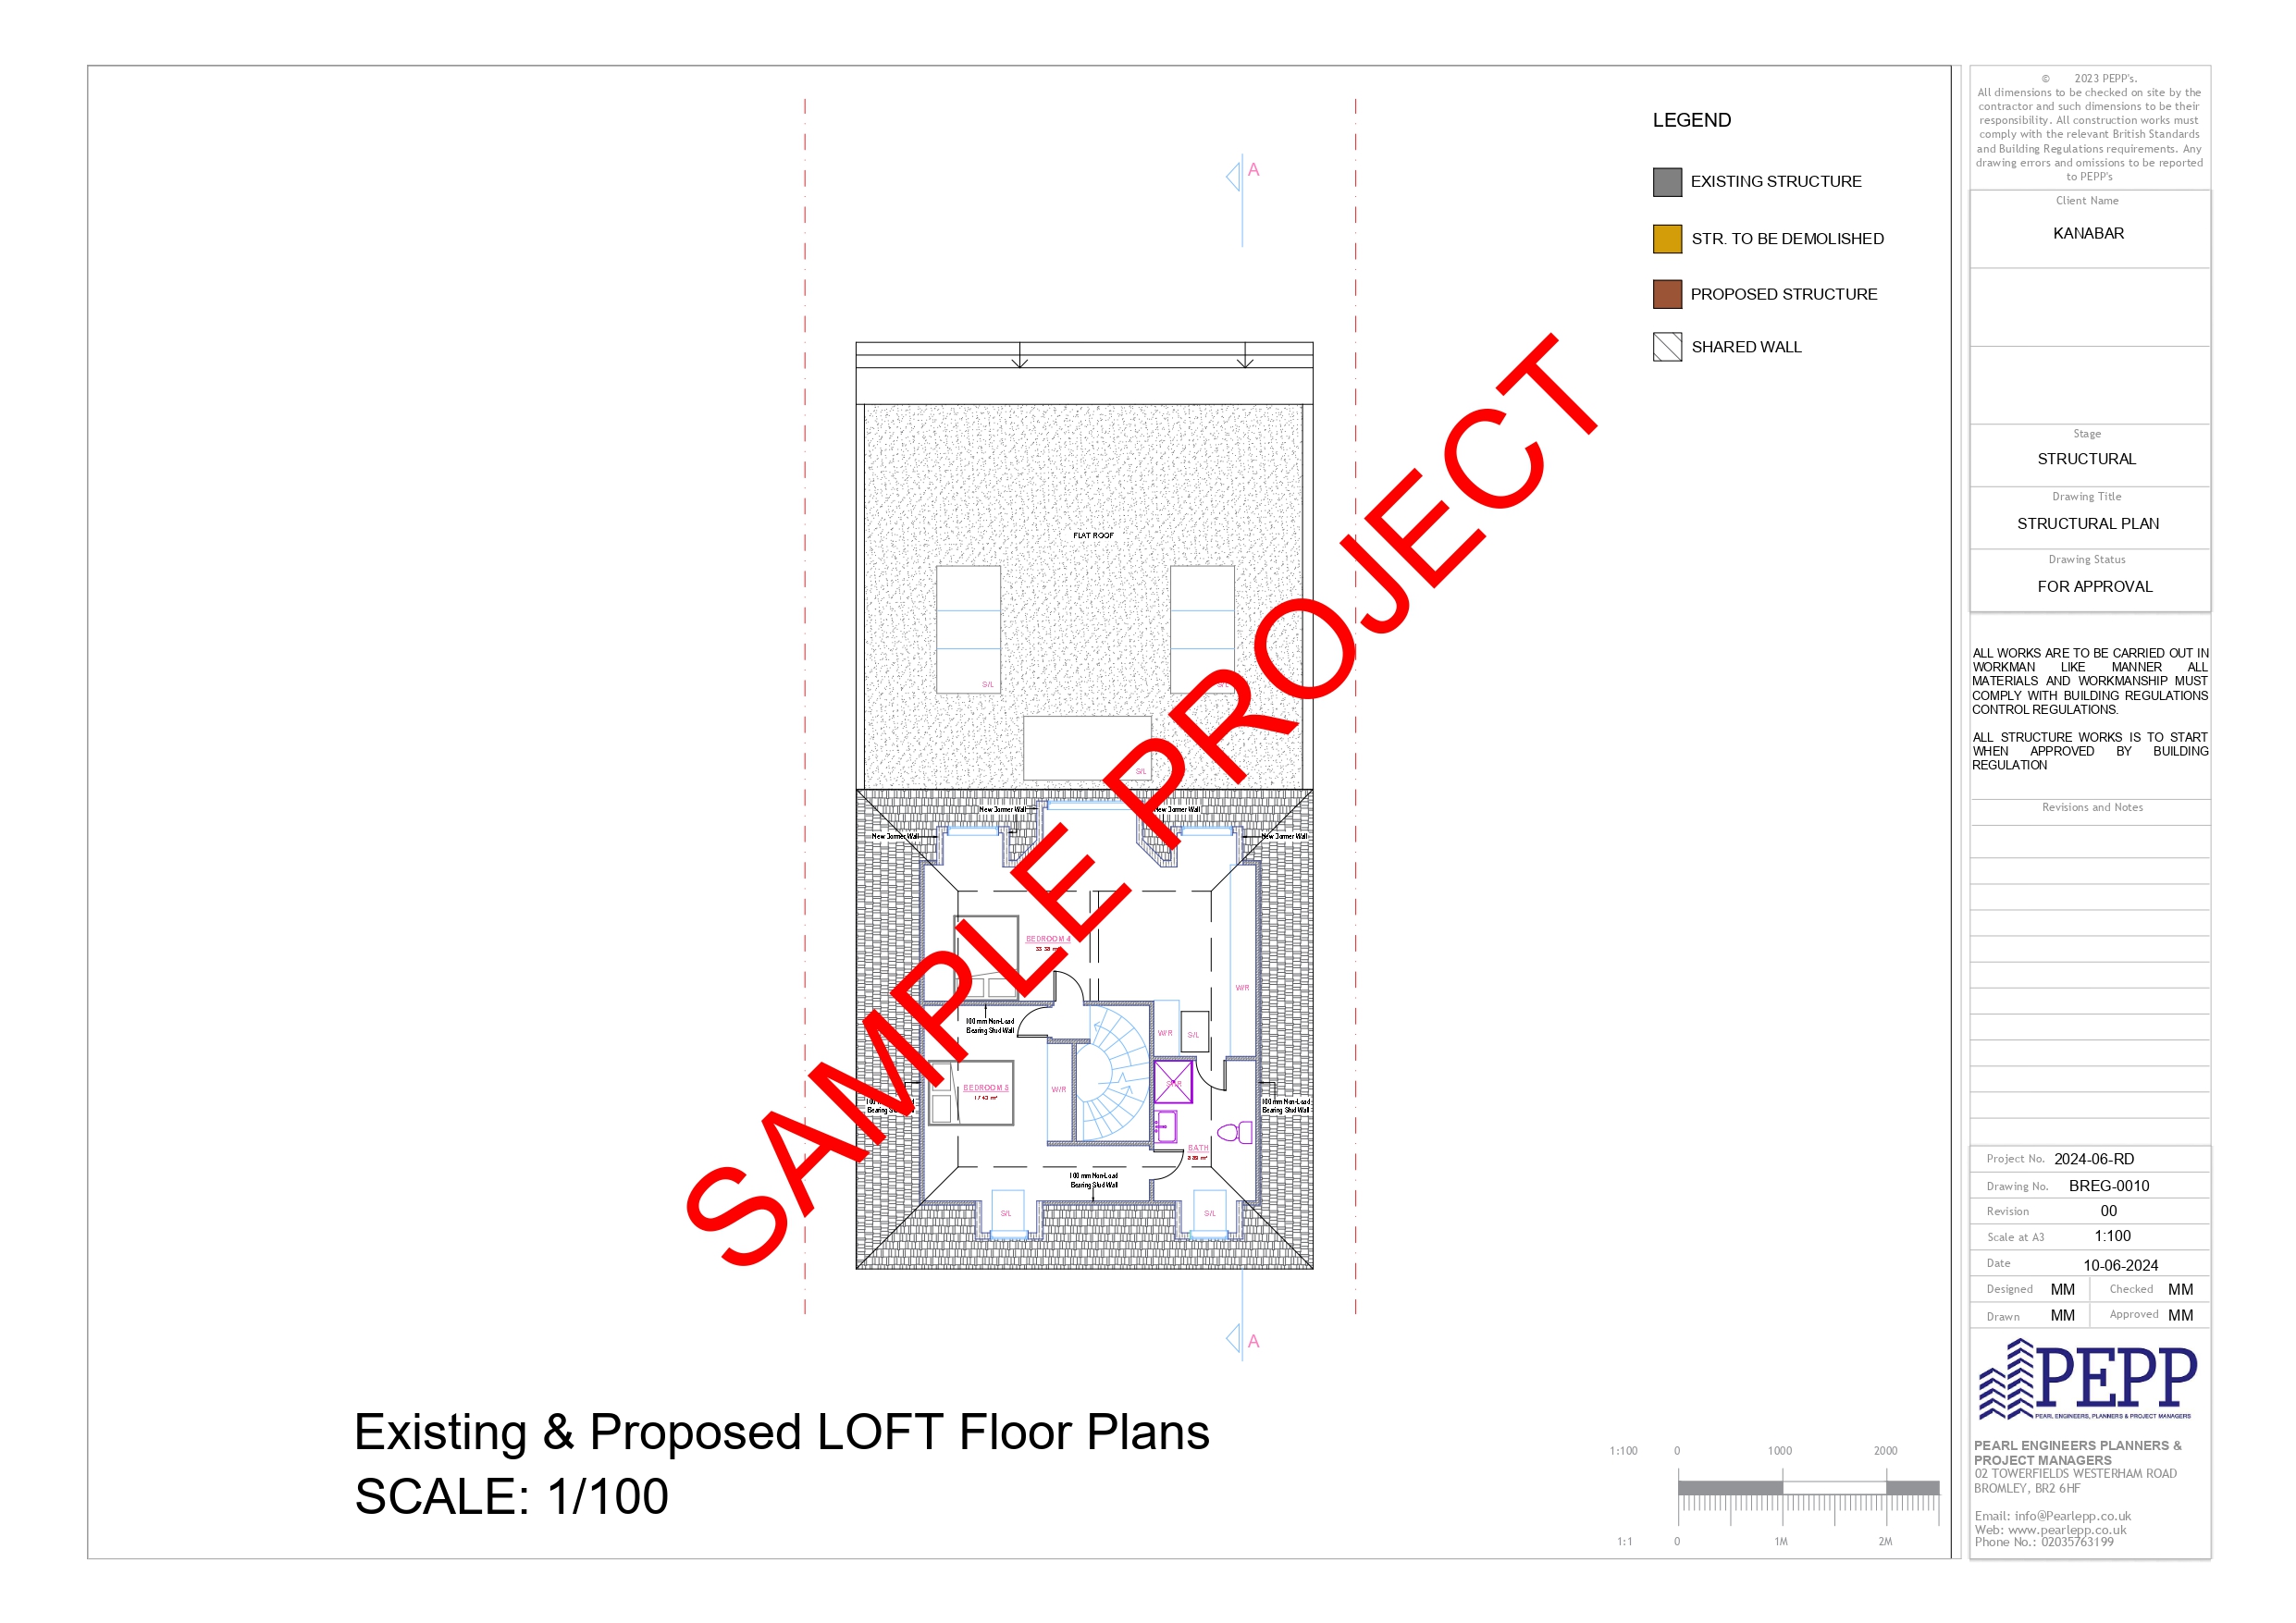 © 2023 PEPP's.
All dimensions to be checked on site by the
contractor and such dimensions to be their
responsibility. All construction works must
comply with the relevant British Standards
and Building Regulations requirements. Any
drawing errors and omissions to be reported
to PEPP's
Client Name
KANABAR
Stage
STRUCTURAL
Drawing Title
STRUCTURAL PLAN
Drawing Status
FOR APPROVAL
ALL WORKS ARE TO BE CARRIED OUT IN
WORKMAN LIKE MANNER ALL
MATERIALS AND WORKMANSHIP MUST
COMPLY WITH BUILDING REGULATIONS
CONTROL REGULATIONS.
ALL STRUCTURE WORKS IS TO START
WHEN APPROVED BY BUILDING
REGULATION
Revisions and Notes
Project No. 2024-06-RD
Drawing No. BREG-0010
Revision 00
Scale at A3 1:100
Date 10-06-2024
Designed MM Checked MM
Drawn MM Approved MM
PEPP
PEARL ENGINEERS, PLANNERS & PROJECT MANAGERS
PEARL ENGINEERS PLANNERS &
PROJECT MANAGERS
02 TOWERFIELDS WESTERHAM ROAD
BROMLEY, BR2 6HF
Email: info@Pearlepp.co.uk
Web: www.pearlepp.co.uk
Phone No.: 02035763199
LEGEND
EXISTING STRUCTURE
STR. TO BE DEMOLISHED
PROPOSED STRUCTURE
SHARED WALL
A
FLAT ROOF
S/L
S/L
S/L
New Dormer Wall
New Dormer Wall
New Dormer Wall
New Dormer Wall
BEDROOM 4
W/R
100 mm Non-Load
Bearing Stud Wall
W/R
S/L
BEDROOM 5
W/R
100 mm Non-Load
Bearing Stud Wall
BATH
100 mm Non-Load
Bearing Stud Wall
S/L
S/L
A
SAMPLE PROJECT
Existing & Proposed LOFT Floor Plans
SCALE: 1/100
1:100 0 1000 2000
1:1 0 1M 2M